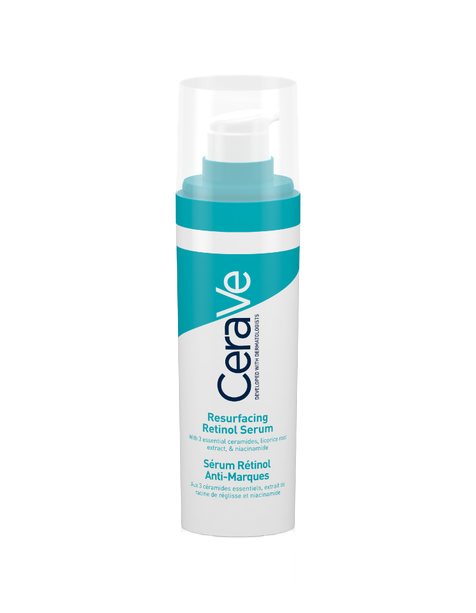 CeraVe
DEVELOPED WITH DERMATOLOGISTS
Resurfacing
Retinol Serum
With 3 essential ceramides, licorice root
extract, & niacinamide
Sérum Rétinol
Anti-Marques
Aux 3 céramides essentiels, extrait de
racine de réglisse et niacinamide